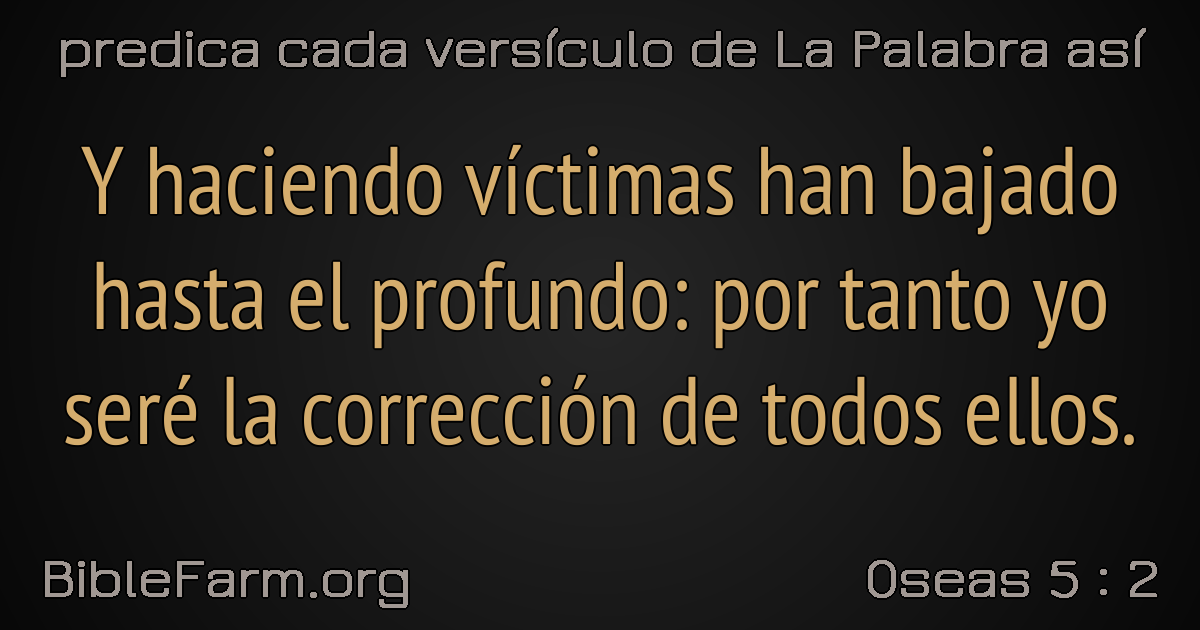 predica cada versículo de La Palabra así
Y haciendo víctimas han bajado
hasta el profundo: por tanto yo
seré la corrección de todos ellos.
BibleFarm.org
Oseas 5 : 2